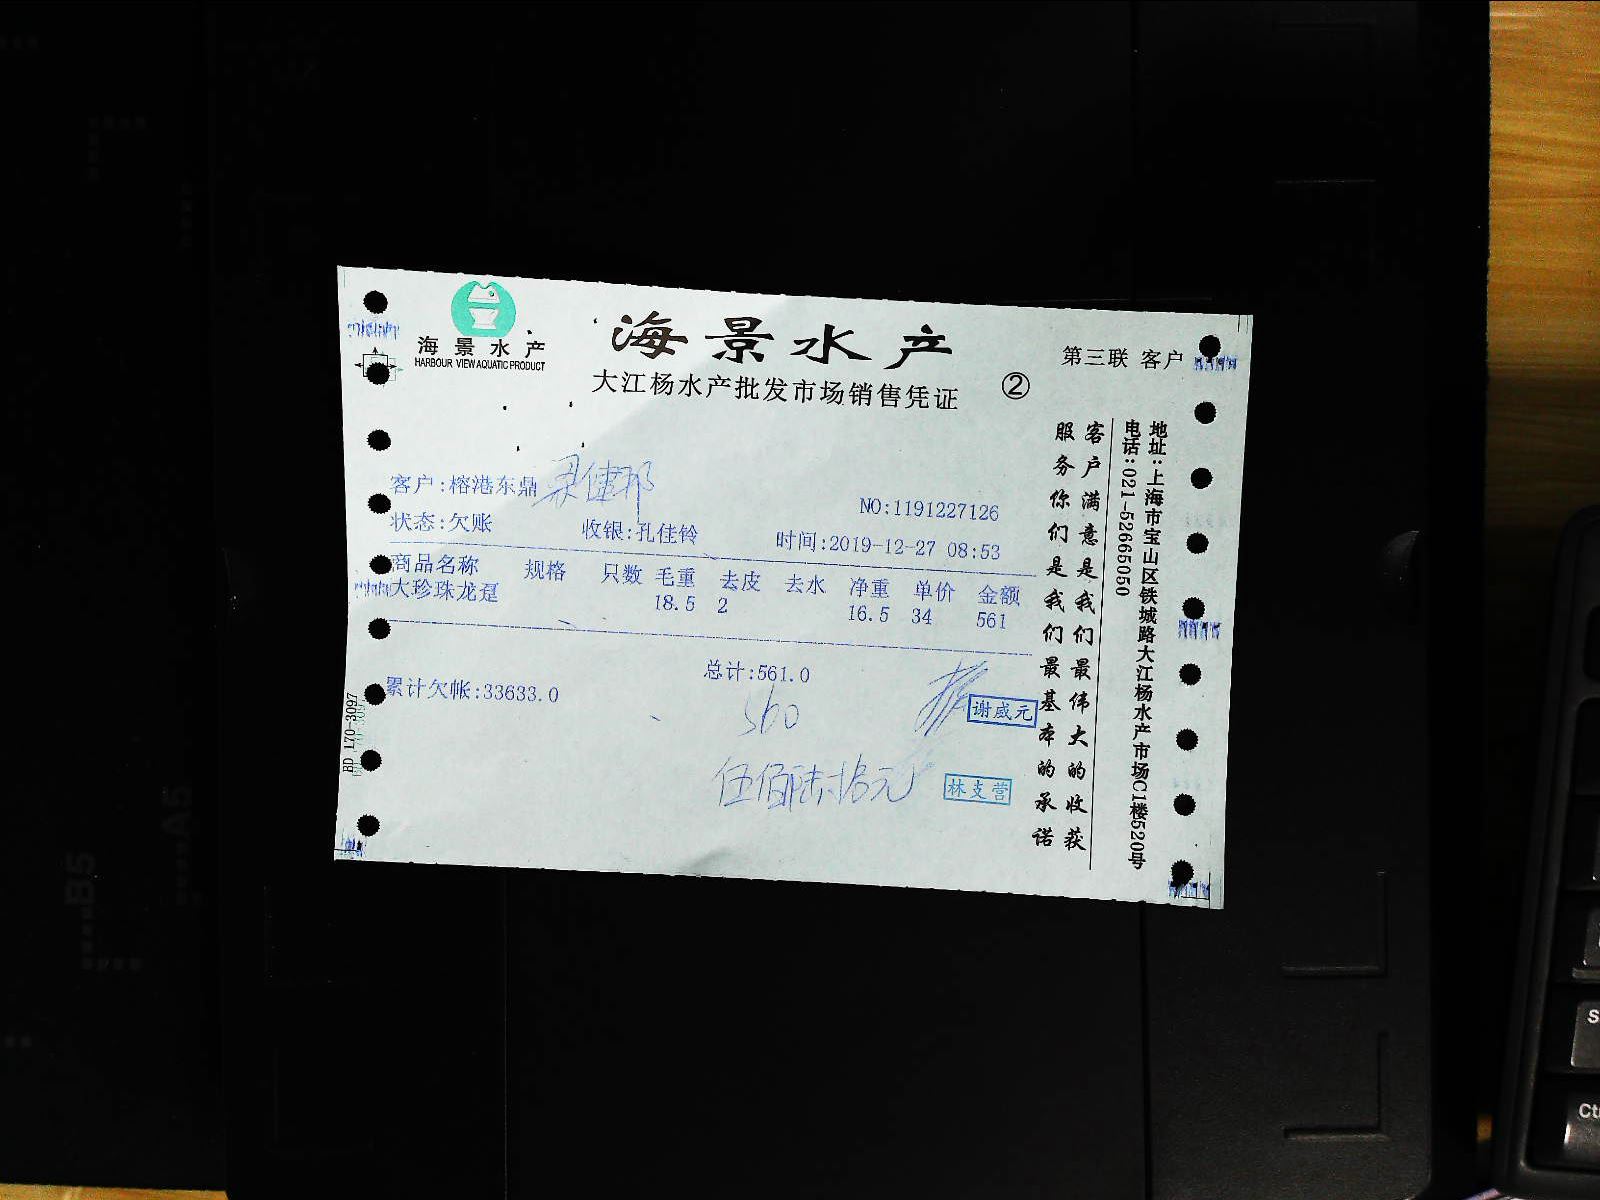 海景水产
HARBOUR VIEW AQUATIC PRODUCT
海景水产
大江杨水产批发市场销售凭证
②
第三联 客户
客户:榕港东鼎
NO:1191227126
状态:欠账 收银:孔佳铃 时间:2019-12-27 08:53
商品名称 规格 只数 毛重 去皮 去水 净重 单价 金额
大珍珠龙趸 18.5 2 16.5 34 561
总计:561.0
累计欠帐:33633.0
560
谢威元
伍佰陆拾元
林支营
客户满意是我们最伟大的收获
服务你们是我们最基本的承诺
地址:上海市宝山区铁城路大江杨水产市场C1楼520号
电话:021-52665050
BD 170-3097
B5
A5
S
Ct